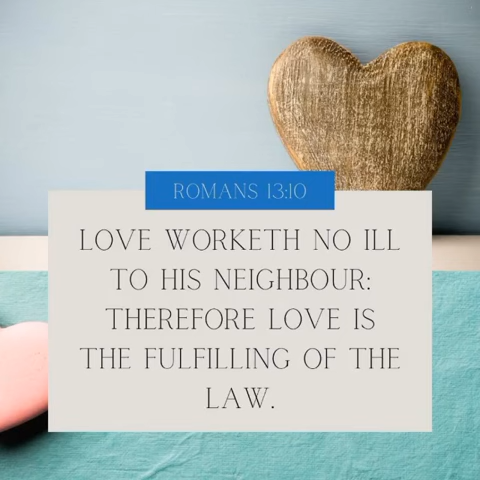 ROMANS 13:10
LOVE WORKETH NO ILL
TO HIS NEIGHBOUR:
THEREFORE LOVE IS
THE FULFILLING OF THE
LAW.